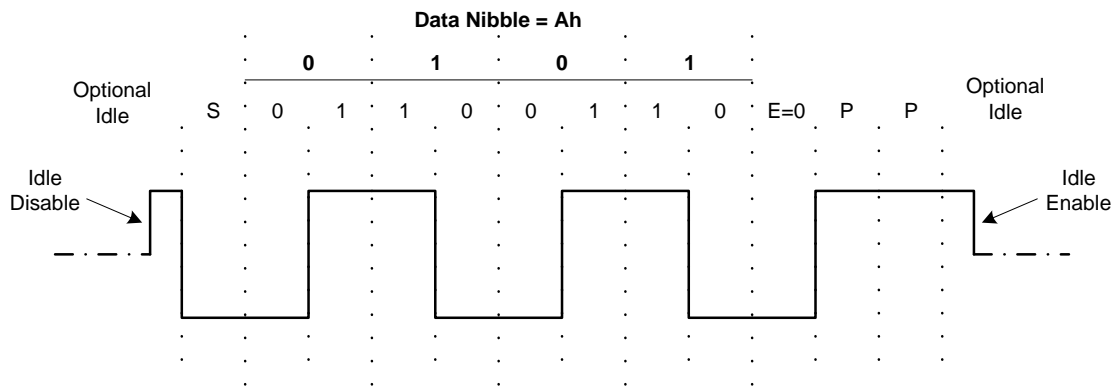 Data Nibble = Ah
0 1 0 1
Optional
Idle
S 0 1 1 0 0 1 1 0 E=0 P P
Optional
Idle
Idle
Disable
Idle
Enable